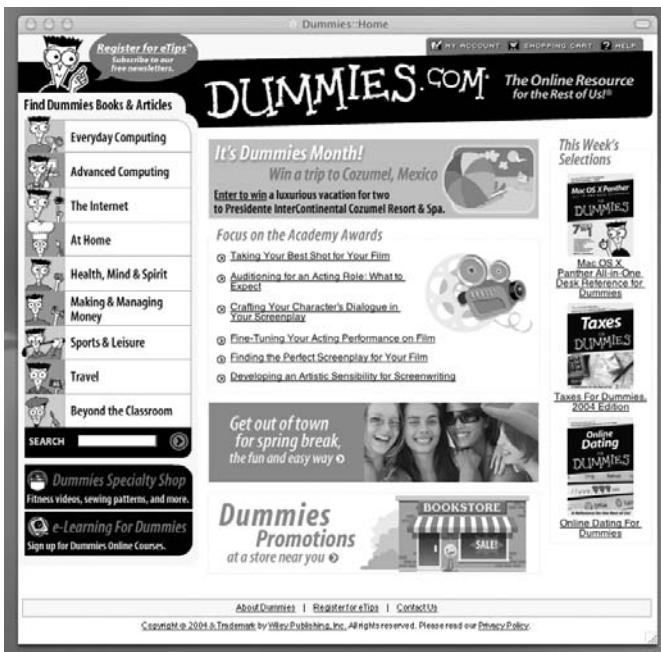 Dummies::Home
Register for eTips™
Subscribe to our
free newsletters.
MY ACCOUNT
SHOPPING CART
? HELP
DUMMIES.COM®
The Online Resource
for the Rest of Us!®
Find Dummies Books & Articles
Everyday Computing
Advanced Computing
The Internet
At Home
Health, Mind & Spirit
Making & Managing
Money
Sports & Leisure
Travel
Beyond the Classroom
SEARCH
Dummies Specialty Shop
Fitness videos, sewing patterns, and more.
e-Learning For Dummies
Sign up for Dummies Online Courses.
It's Dummies Month!
Win a trip to Cozumel, Mexico
Enter to win a luxurious vacation for two
to Presidente InterContinental Cozumel Resort & Spa.
Focus on the Academy Awards
Taking Your Best Shot for Your Film
Auditioning for an Acting Role: What to
Expect
Crafting Your Character's Dialogue in
Your Screenplay
Fine-Tuning Your Acting Performance on Film
Finding the Perfect Screenplay for Your Film
Developing an Artistic Sensibility for Screenwriting
Get out of town
for spring break,
the fun and easy way
Dummies
Promotions
at a store near you
BOOKSTORE
SALE!
This Week's
Selections
Mac OS X Panther
DUMMIES
Mac OS X
Panther All-in-One
Desk Reference for
Dummies
Taxes
DUMMIES
Taxes For Dummies,
2004 Edition
Online
Dating
DUMMIES
Online Dating For
Dummies
About Dummies | Register for eTips | Contact Us
Copyright © 2004 & Trademark by Wiley Publishing, Inc. All rights reserved. Please read our Privacy Policy.